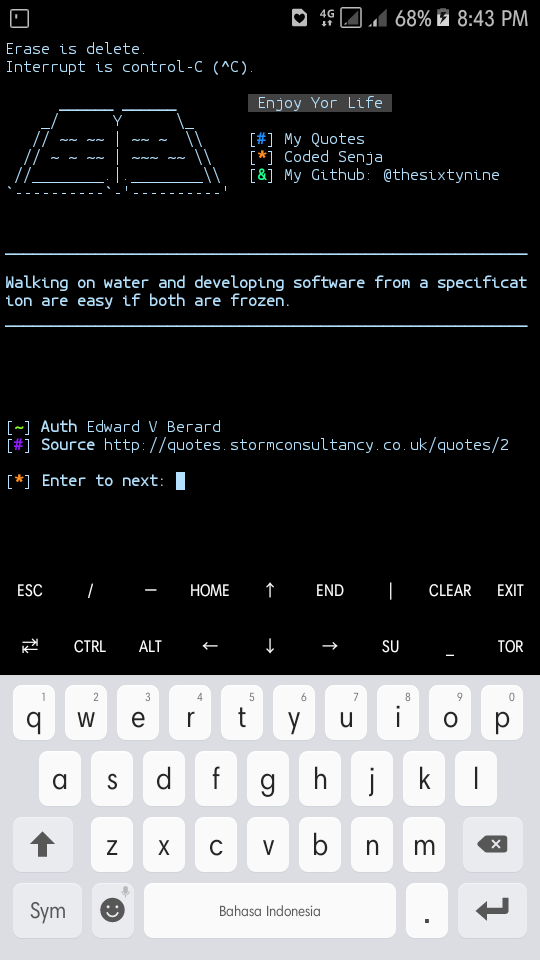 4G 68% 8:43 PM
Erase is delete.
Interrupt is control-C (^C).
Enjoy Yor Life
[#] My Quotes
[*] Coded Senja
[&] My Github: @thesixtynine
Walking on water and developing software from a specificat
ion are easy if both are frozen.
[~] Auth Edward V Berard
[#] Source http://quotes.stormconsultancy.co.uk/quotes/2
[*] Enter to next:
ESC / — HOME ↑ END | CLEAR EXIT
CTRL ALT ← ↓ → SU _ TOR
1 2 3 4 5 6 7 8 9 0
q w e r t y u i o p
a s d f g h j k l
z x c v b n m
Sym Bahasa Indonesia .